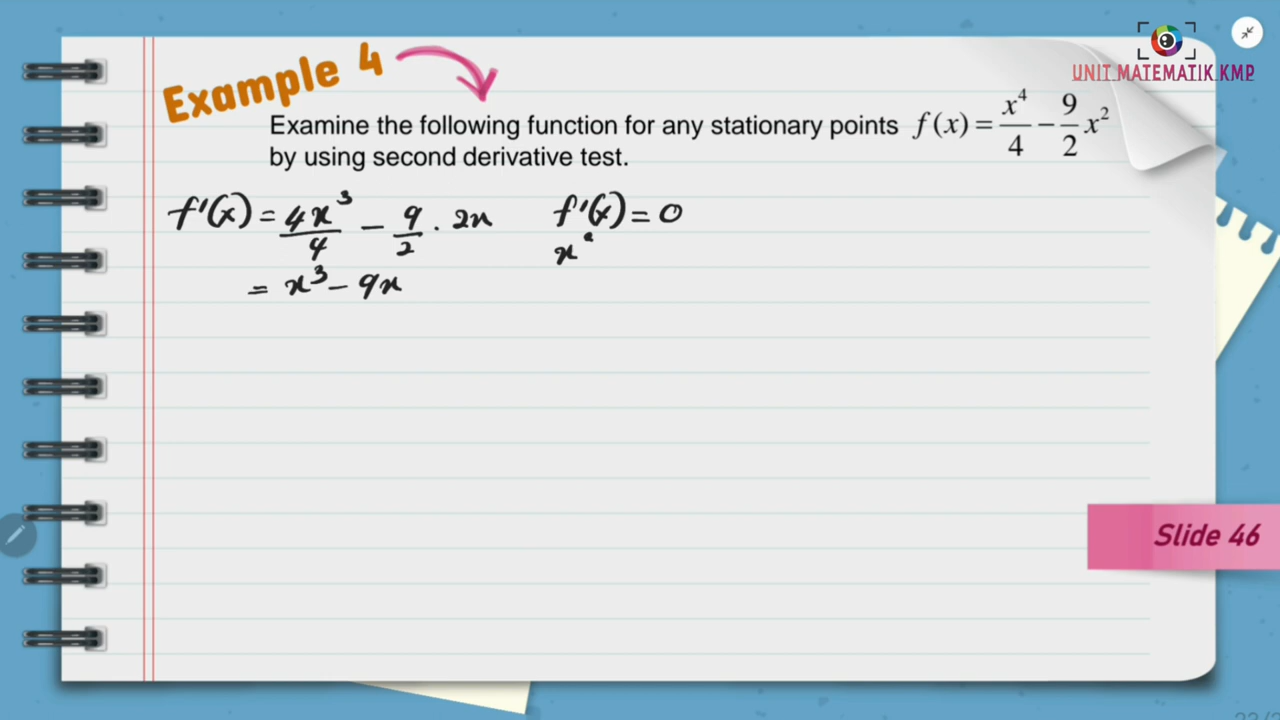 UNIT MATEMATIK KMP
Example 4
Examine the following function for any stationary points f(x) = x⁴/4 − 9/2 x²
by using second derivative test.
f'(x) = 4x³/4 − 9/2 · 2x
= x³ − 9x
f'(x) = 0
x
Slide 46